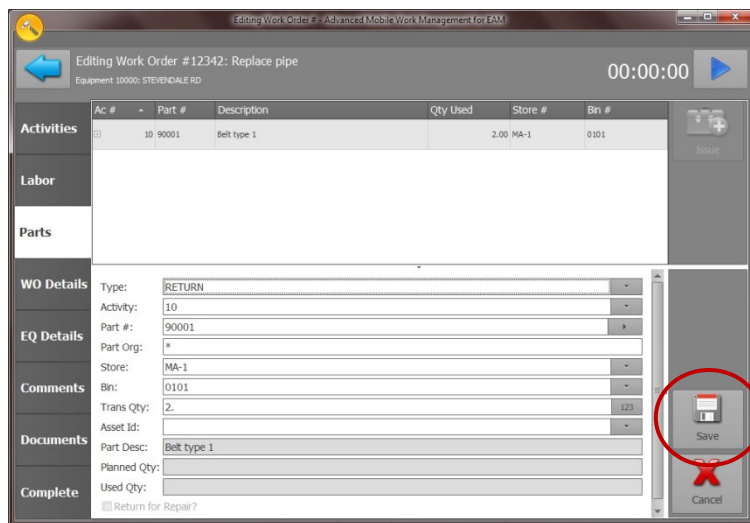 Editing Work Order # - Advanced Mobile Work Management for EAM
Editing Work Order #12342: Replace pipe
Equipment 10000: STEVENDALE RD
00:00:00
Activities
Labor
Parts
WO Details
EQ Details
Comments
Documents
Complete
Ac # Part # Description Qty Used Store # Bin #
10 90001 Belt type 1 2.00 MA-1 0101
Issue
Type: RETURN
Activity: 10
Part #: 90001
Part Org: *
Store: MA-1
Bin: 0101
Trans Qty: 2. 123
Asset Id:
Part Desc: Belt type 1
Planned Qty:
Used Qty:
Return for Repair?
Save
Cancel